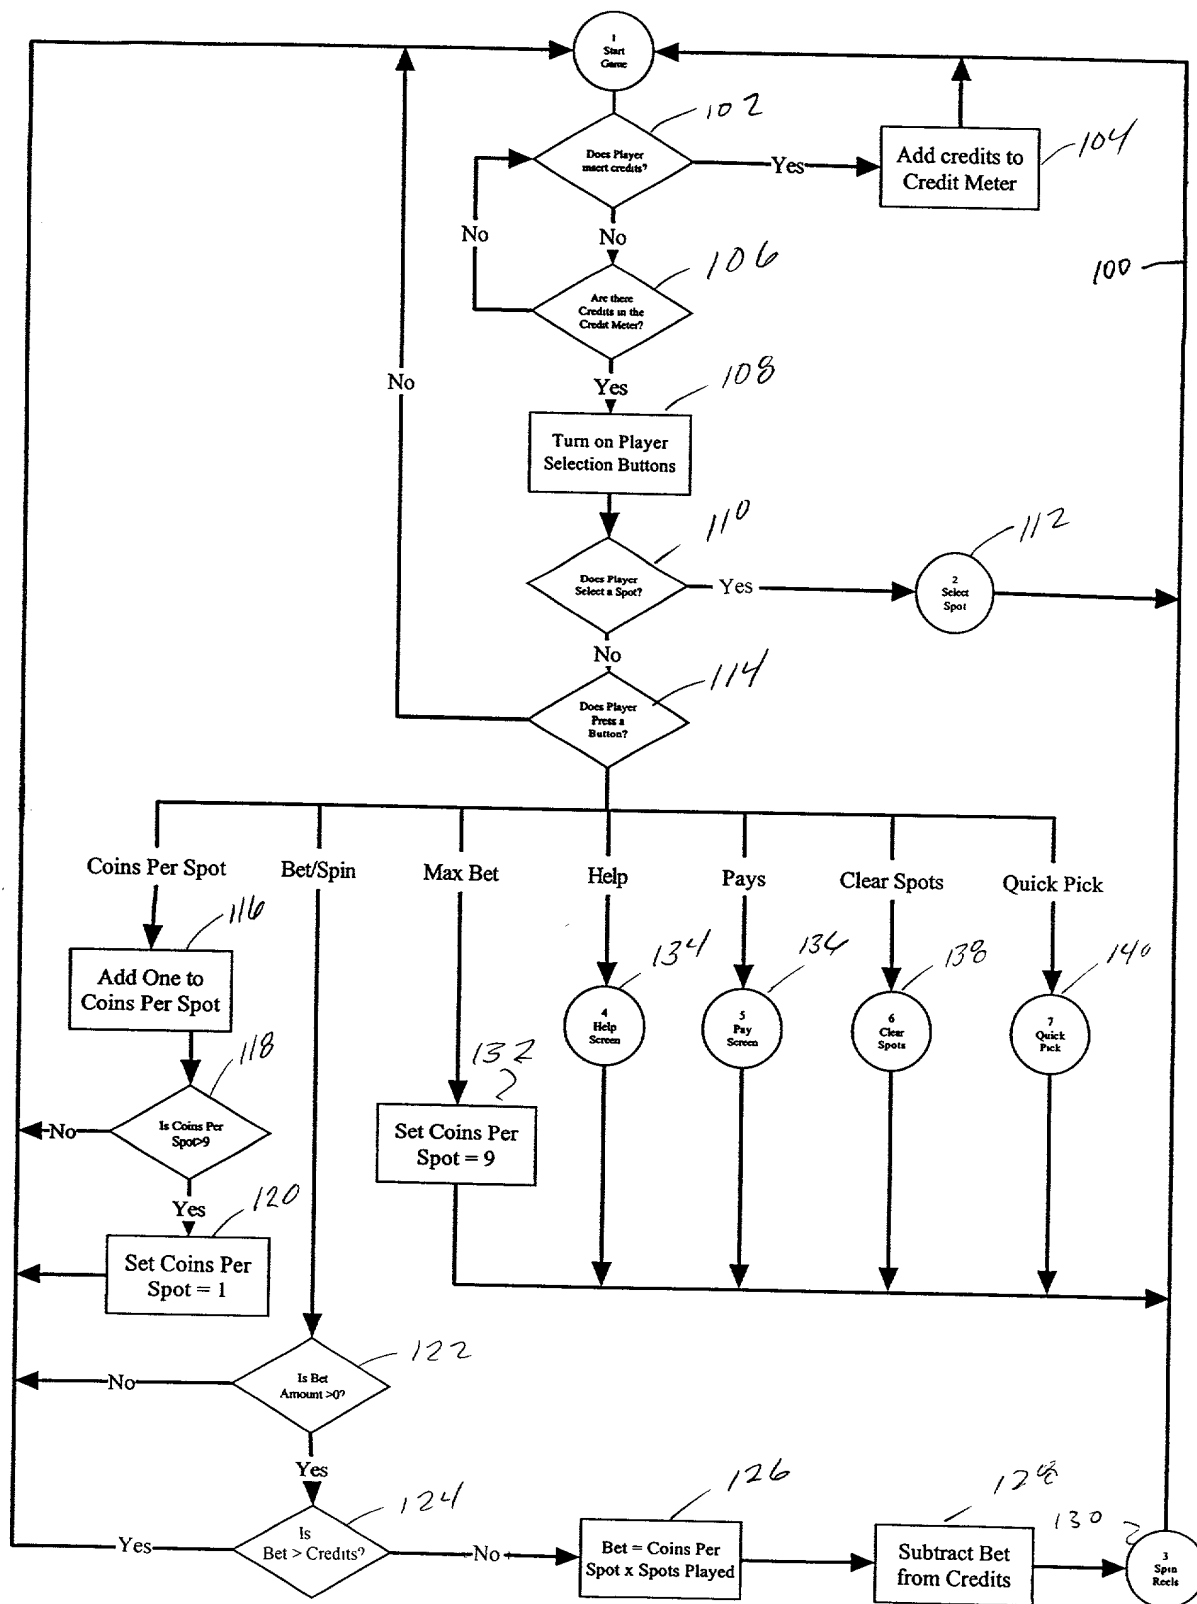 1
Start
Game
102
Does Player
insert credits?
Yes
Add credits to
Credit Meter
104
No
No
106
Are there
Credits in the
Credit Meter?
100
No
Yes
108
Turn on Player
Selection Buttons
110
Does Player
Select a Spot?
Yes
2
Select
Spot
112
No
114
Does Player
Press a
Button?
Coins Per Spot
Bet/Spin
Max Bet
Help
Pays
Clear Spots
Quick Pick
116
134
136
138
140
Add One to
Coins Per Spot
4
Help
Screen
5
Pay
Screen
6
Clear
Spots
7
Quick
Pick
118
132
Is Coins Per
Spot>9
No
Set Coins Per
Spot = 9
Yes
120
Set Coins Per
Spot = 1
122
Is Bet
Amount >0?
No
Yes
124
126
128
130
Is
Bet > Credits?
Yes
No
Bet = Coins Per
Spot x Spots Played
Subtract Bet
from Credits
3
Spin
Reels